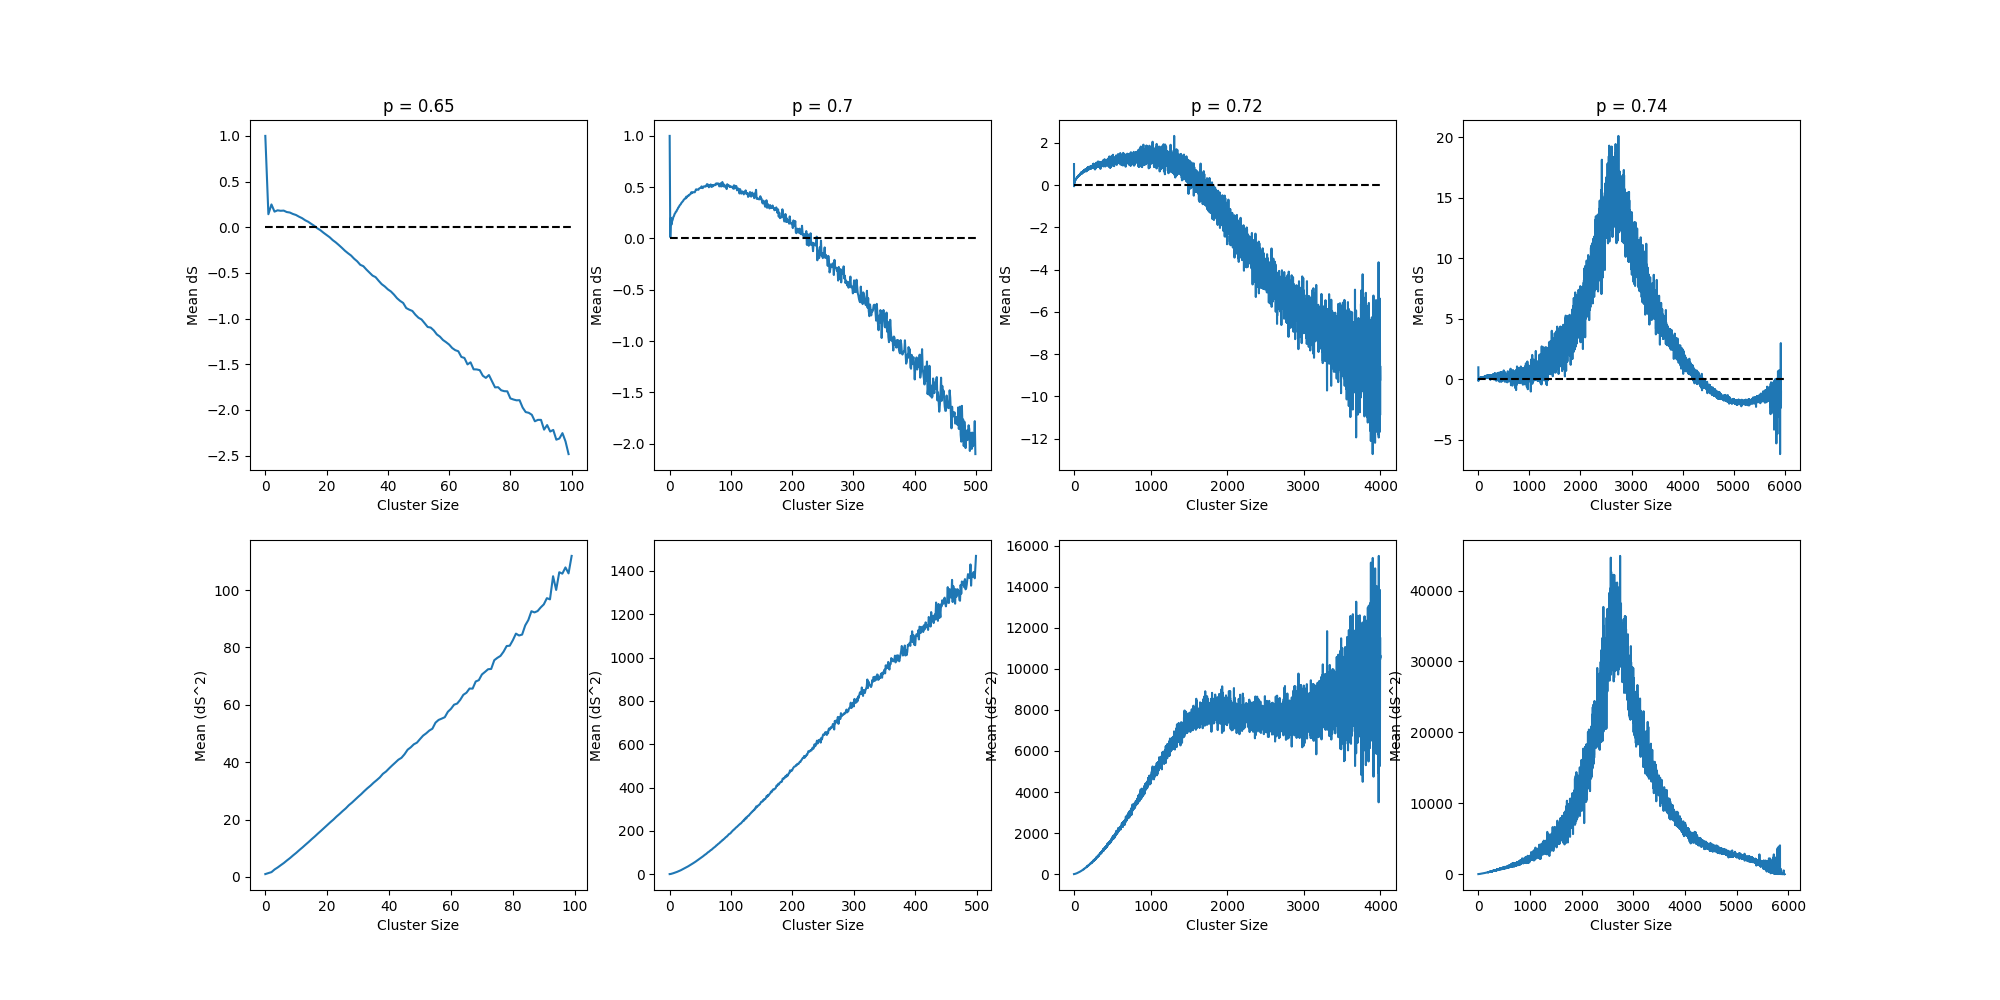 p = 0.65
1.0
0.5
0.0
−0.5
−1.0
−1.5
−2.0
−2.5
Mean dS
0 20 40 60 80 100
Cluster Size
p = 0.7
1.0
0.5
0.0
−0.5
−1.0
−1.5
−2.0
Mean dS
0 100 200 300 400 500
Cluster Size
p = 0.72
2
0
−2
−4
−6
−8
−10
−12
Mean dS
0 1000 2000 3000 4000
Cluster Size
p = 0.74
20
15
10
5
0
−5
Mean dS
0 1000 2000 3000 4000 5000 6000
Cluster Size
100
80
60
40
20
0
Mean (dS^2)
0 20 40 60 80 100
Cluster Size
1400
1200
1000
800
600
400
200
0
Mean (dS^2)
0 100 200 300 400 500
Cluster Size
16000
14000
12000
10000
8000
6000
4000
2000
0
Mean (dS^2)
0 1000 2000 3000 4000
Cluster Size
40000
30000
20000
10000
0
Mean (dS^2)
0 1000 2000 3000 4000 5000 6000
Cluster Size